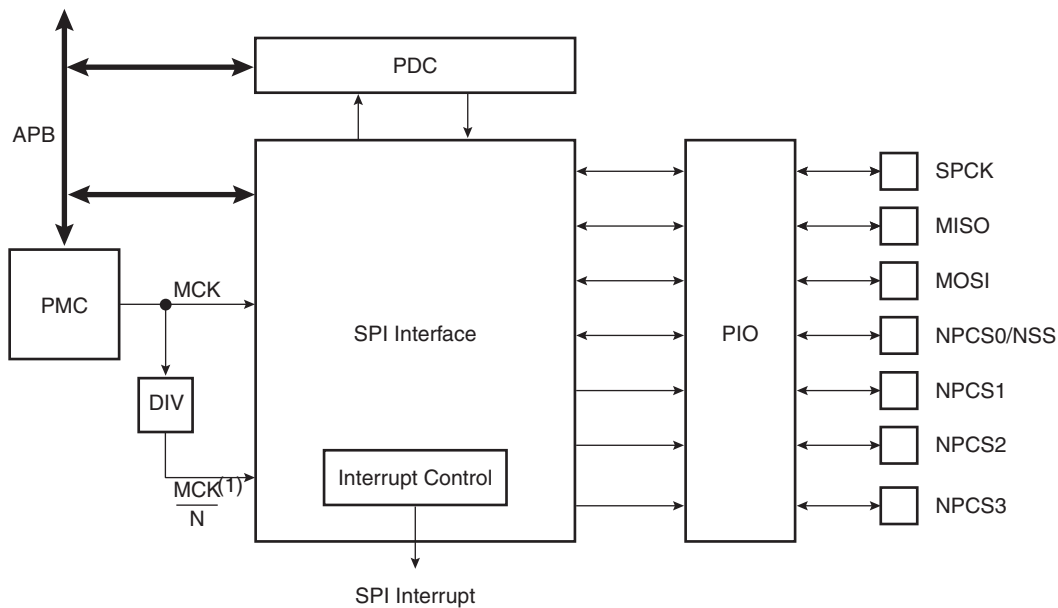 PDC
APB
SPCK
MISO
MCK
MOSI
PMC
SPI Interface
PIO
NPCS0/NSS
DIV
NPCS1
NPCS2
Interrupt Control
MCK(1)
N
NPCS3
SPI Interrupt